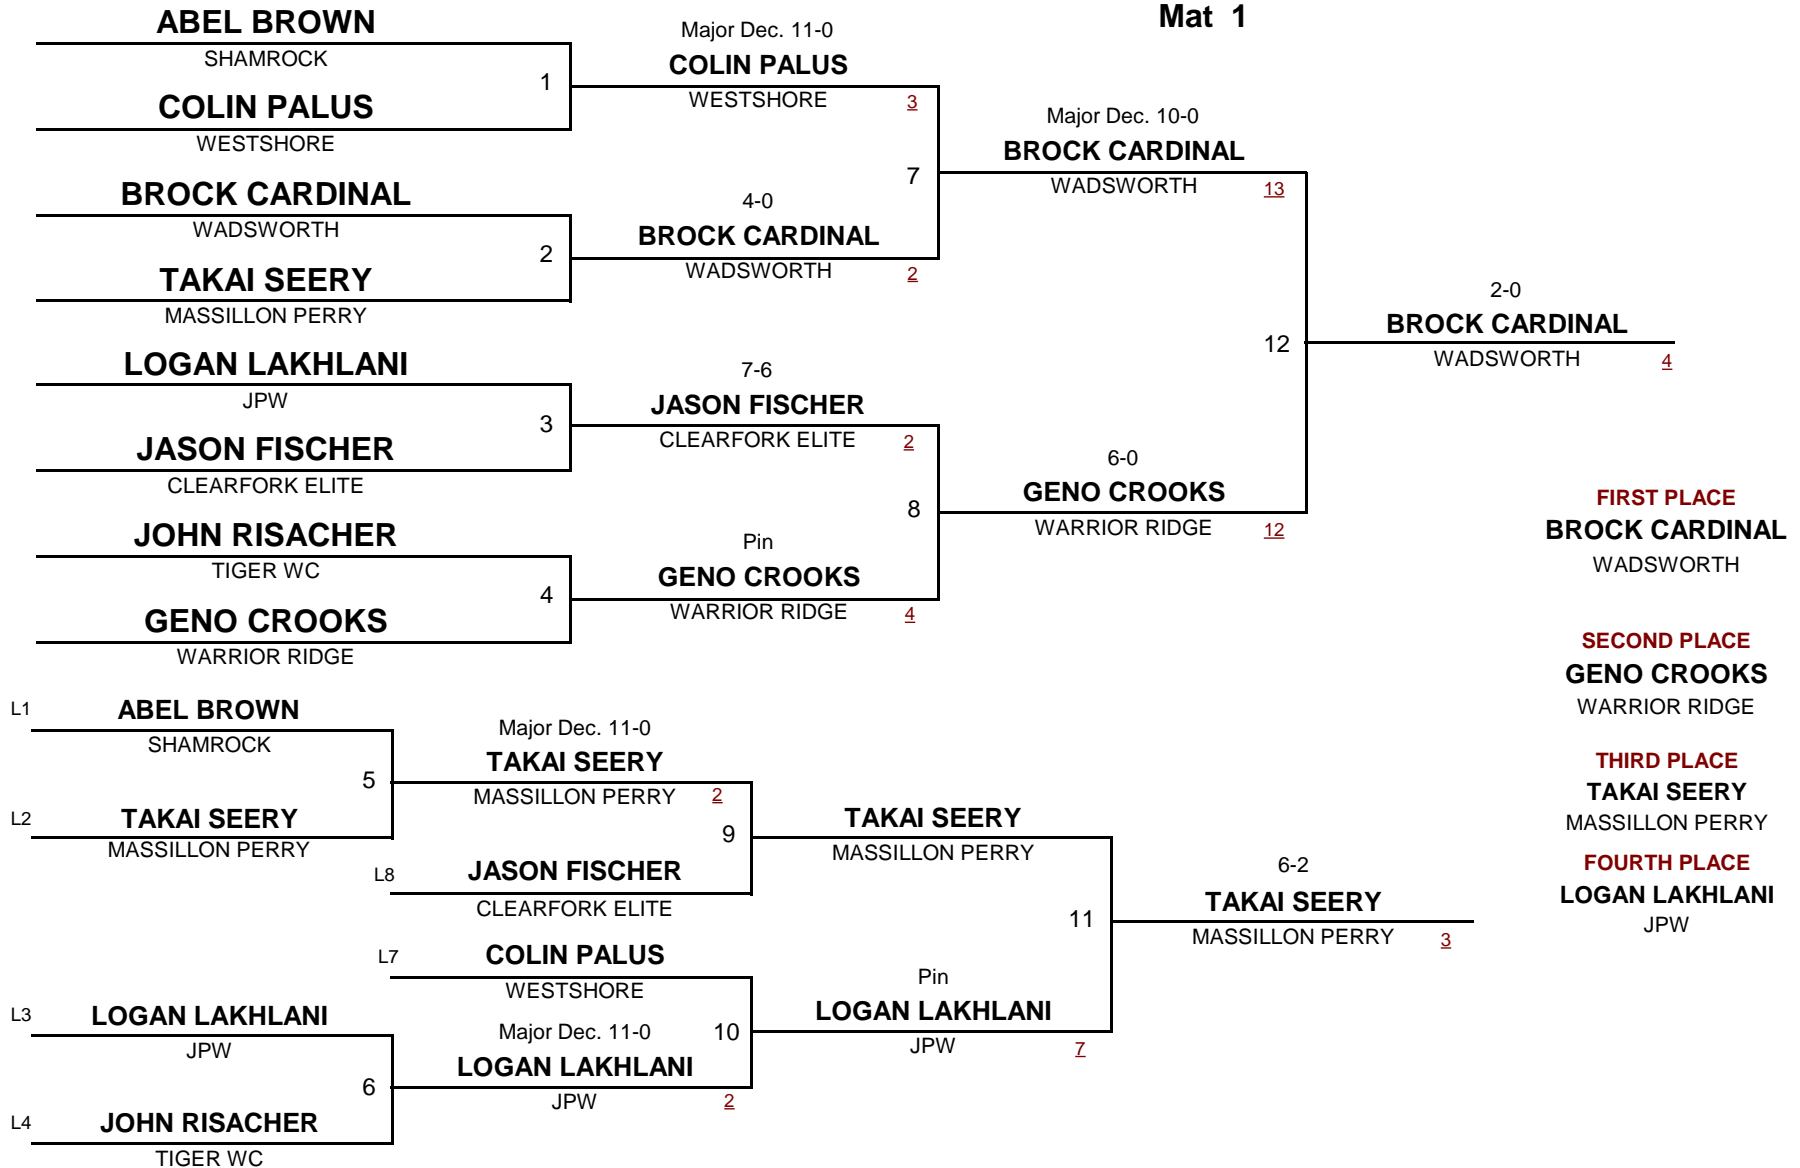 Mat 1
ABEL BROWN
SHAMROCK
1
COLIN PALUS
WESTSHORE
Major Dec. 11-0
COLIN PALUS
WESTSHORE 3
BROCK CARDINAL
WADSWORTH
2
TAKAI SEERY
MASSILLON PERRY
4-0
BROCK CARDINAL
WADSWORTH 2
7
Major Dec. 10-0
BROCK CARDINAL
WADSWORTH 13
LOGAN LAKHLANI
JPW
3
JASON FISCHER
CLEARFORK ELITE
7-6
JASON FISCHER
CLEARFORK ELITE 2
JOHN RISACHER
TIGER WC
4
GENO CROOKS
WARRIOR RIDGE
Pin
GENO CROOKS
WARRIOR RIDGE 4
8
6-0
GENO CROOKS
WARRIOR RIDGE 12
12
2-0
BROCK CARDINAL
WADSWORTH 4
FIRST PLACE
BROCK CARDINAL
WADSWORTH
SECOND PLACE
GENO CROOKS
WARRIOR RIDGE
THIRD PLACE
TAKAI SEERY
MASSILLON PERRY
FOURTH PLACE
LOGAN LAKHLANI
JPW
L1 ABEL BROWN
SHAMROCK
5
L2 TAKAI SEERY
MASSILLON PERRY
Major Dec. 11-0
TAKAI SEERY
MASSILLON PERRY 2
9
L8 JASON FISCHER
CLEARFORK ELITE
TAKAI SEERY
MASSILLON PERRY
L7 COLIN PALUS
WESTSHORE
L3 LOGAN LAKHLANI
JPW
6
L4 JOHN RISACHER
TIGER WC
Major Dec. 11-0
LOGAN LAKHLANI
JPW 2
10
Pin
LOGAN LAKHLANI
JPW 7
11
6-2
TAKAI SEERY
MASSILLON PERRY 3